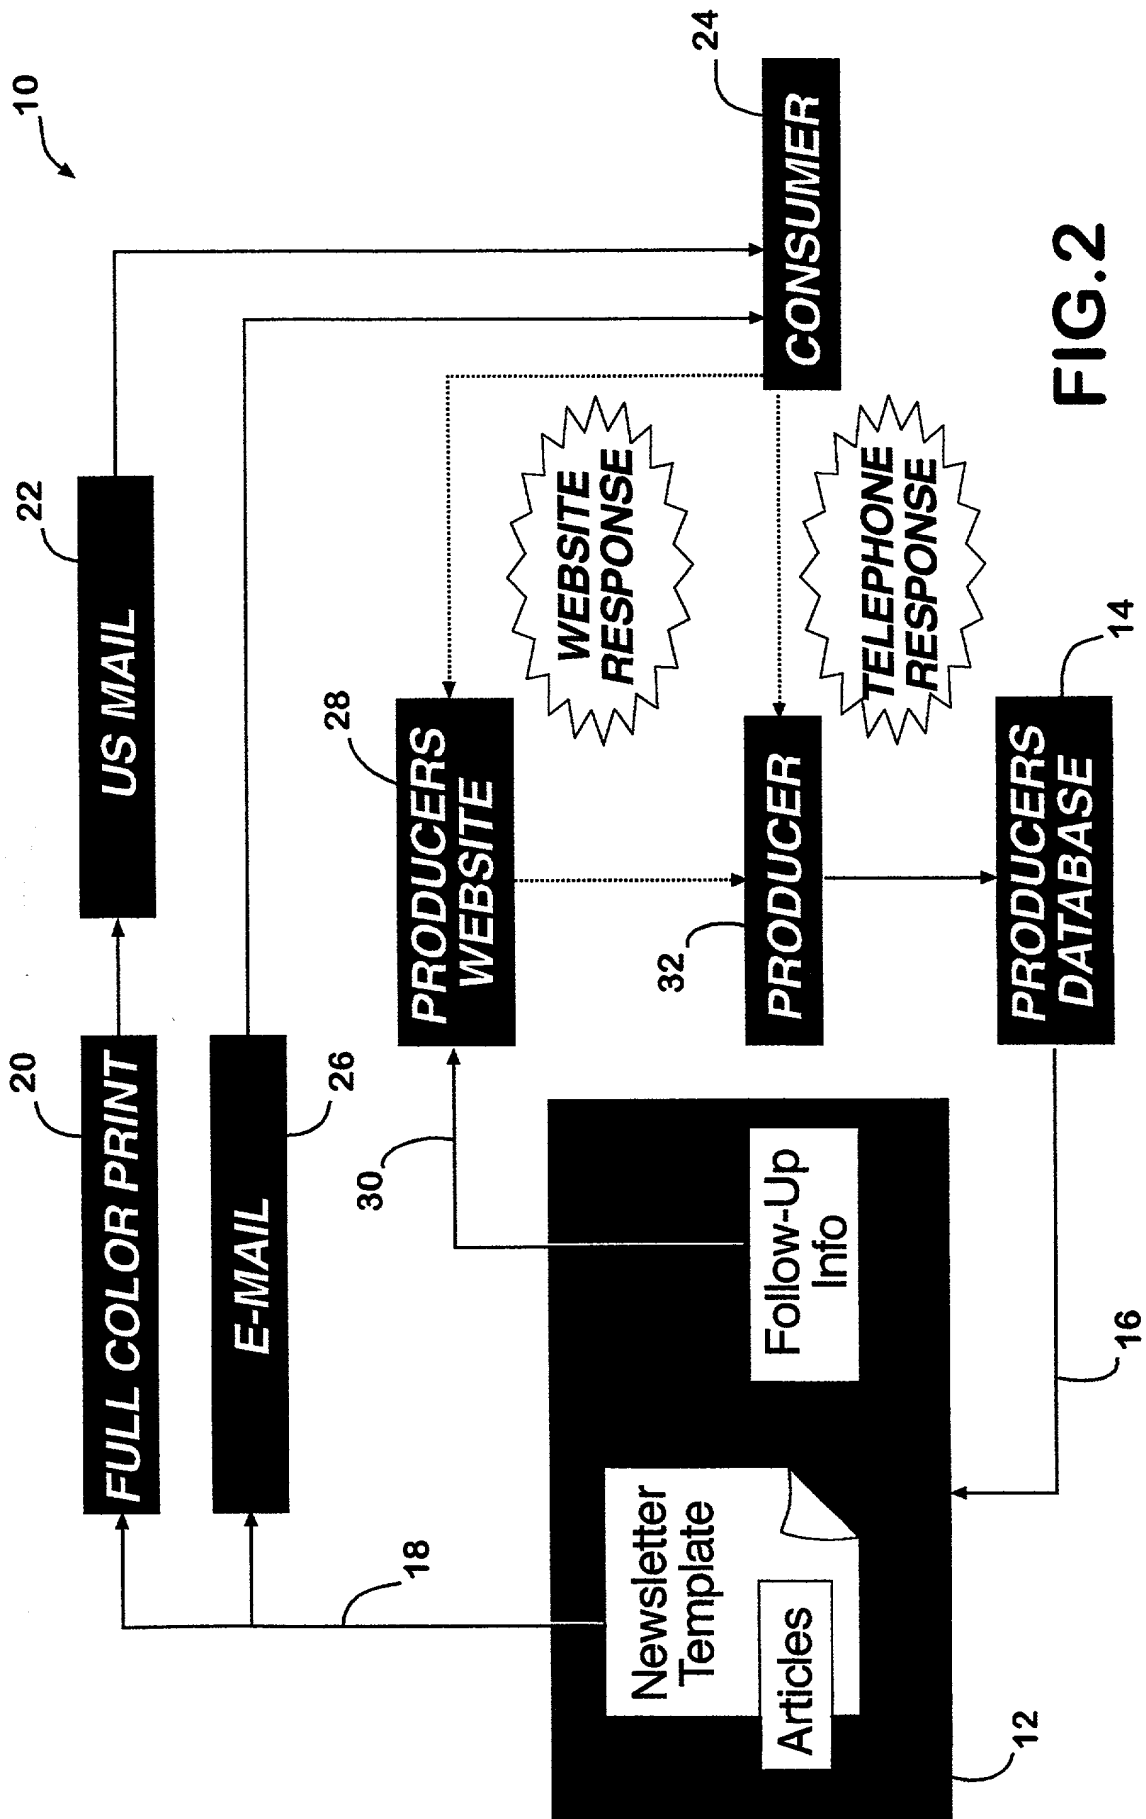 10
20
FULL COLOR PRINT
22
US MAIL
E-MAIL
26
18
30
28
PRODUCERS
WEBSITE
WEBSITE
RESPONSE
24
CONSUMER
32
PRODUCER
TELEPHONE
RESPONSE
Newsletter
Template
Articles
Follow-Up
Info
12
16
PRODUCERS
DATABASE
14
FIG.2